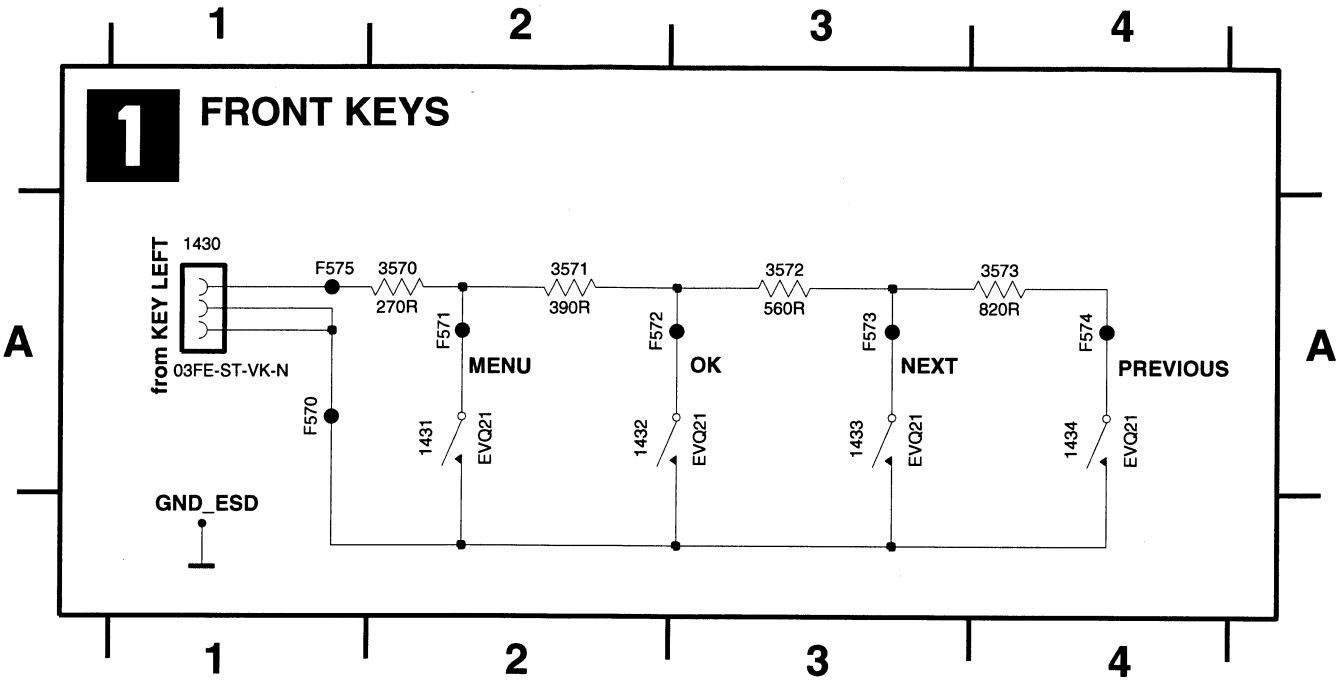 1 2 3 4
1 FRONT KEYS
from KEY LEFT
1430
03FE-ST-VK-N
F575
3570
270R
3571
390R
3572
560R
3573
820R
A
A
F571
MENU
F572
OK
F573
NEXT
F574
PREVIOUS
F570
1431
EVQ21
1432
EVQ21
1433
EVQ21
1434
EVQ21
GND_ESD
1 2 3 4